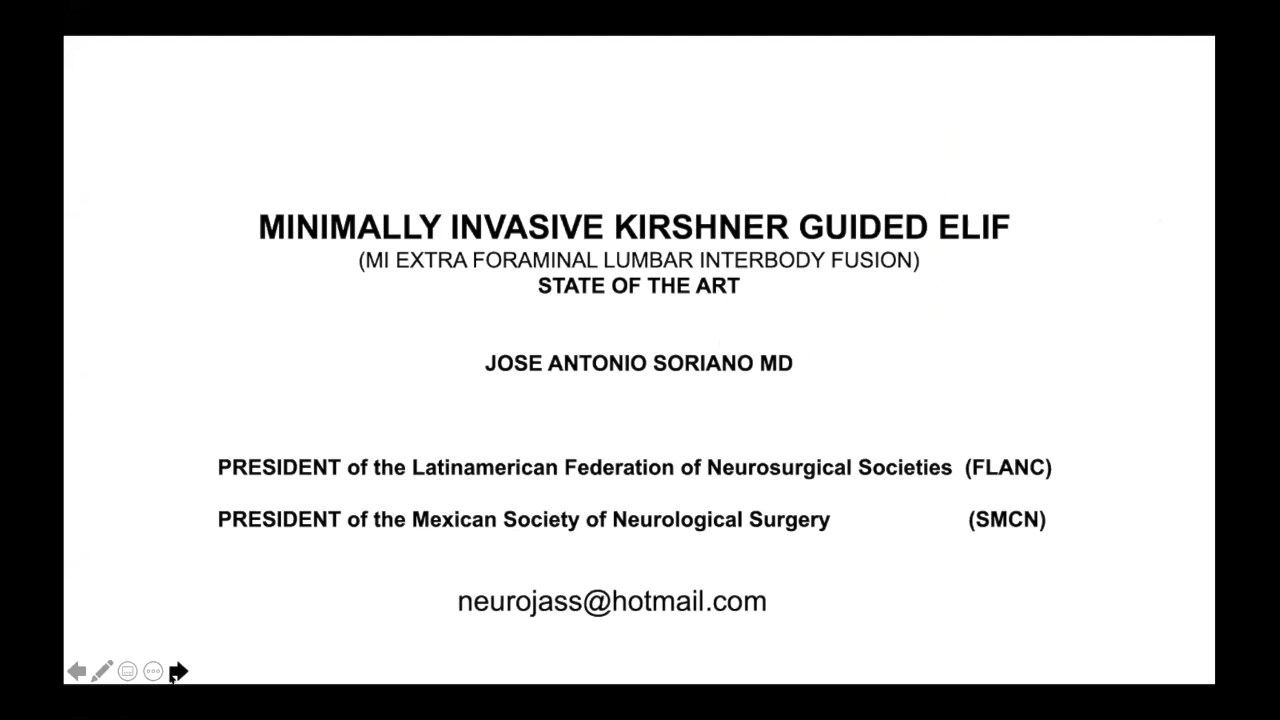 MINIMALLY INVASIVE KIRSHNER GUIDED ELIF
(MI EXTRA FORAMINAL LUMBAR INTERBODY FUSION)
STATE OF THE ART
JOSE ANTONIO SORIANO MD
PRESIDENT of the Latinamerican Federation of Neurosurgical Societies (FLANC)
PRESIDENT of the Mexican Society of Neurological Surgery (SMCN)
neurojass@hotmail.com